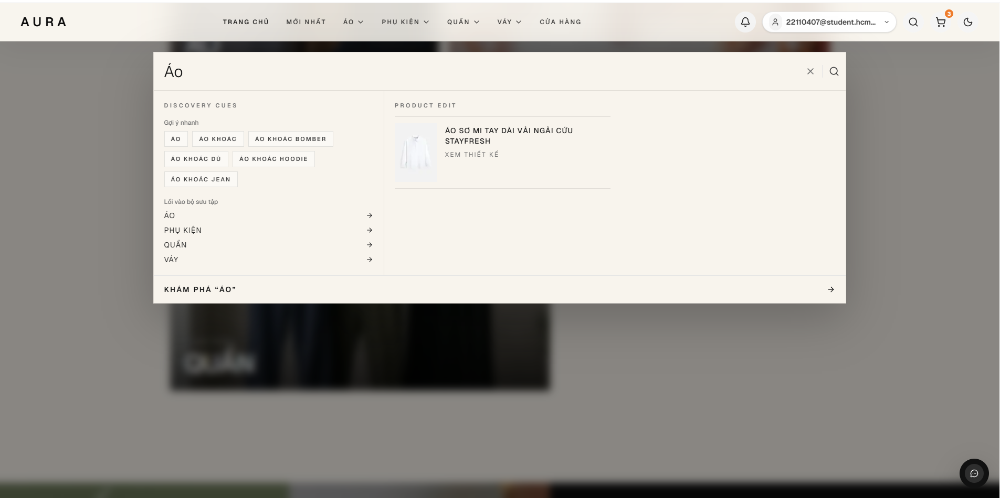 AURA
TRANG CHỦ
MỚI NHẤT
ÁO
PHỤ KIỆN
QUẦN
VÁY
CỬA HÀNG
22110407@student.hcm...
3
Áo
DISCOVERY CUES
Gợi ý nhanh
ÁO
ÁO KHOÁC
ÁO KHOÁC BOMBER
ÁO KHOÁC DÙ
ÁO KHOÁC HOODIE
ÁO KHOÁC JEAN
Lối vào bộ sưu tập
ÁO
PHỤ KIỆN
QUẦN
VÁY
PRODUCT EDIT
ÁO SƠ MI TAY DÀI VẢI NGẢI CỨU
STAYFRESH
XEM THIẾT KẾ
KHÁM PHÁ “ÁO”
QUẦN